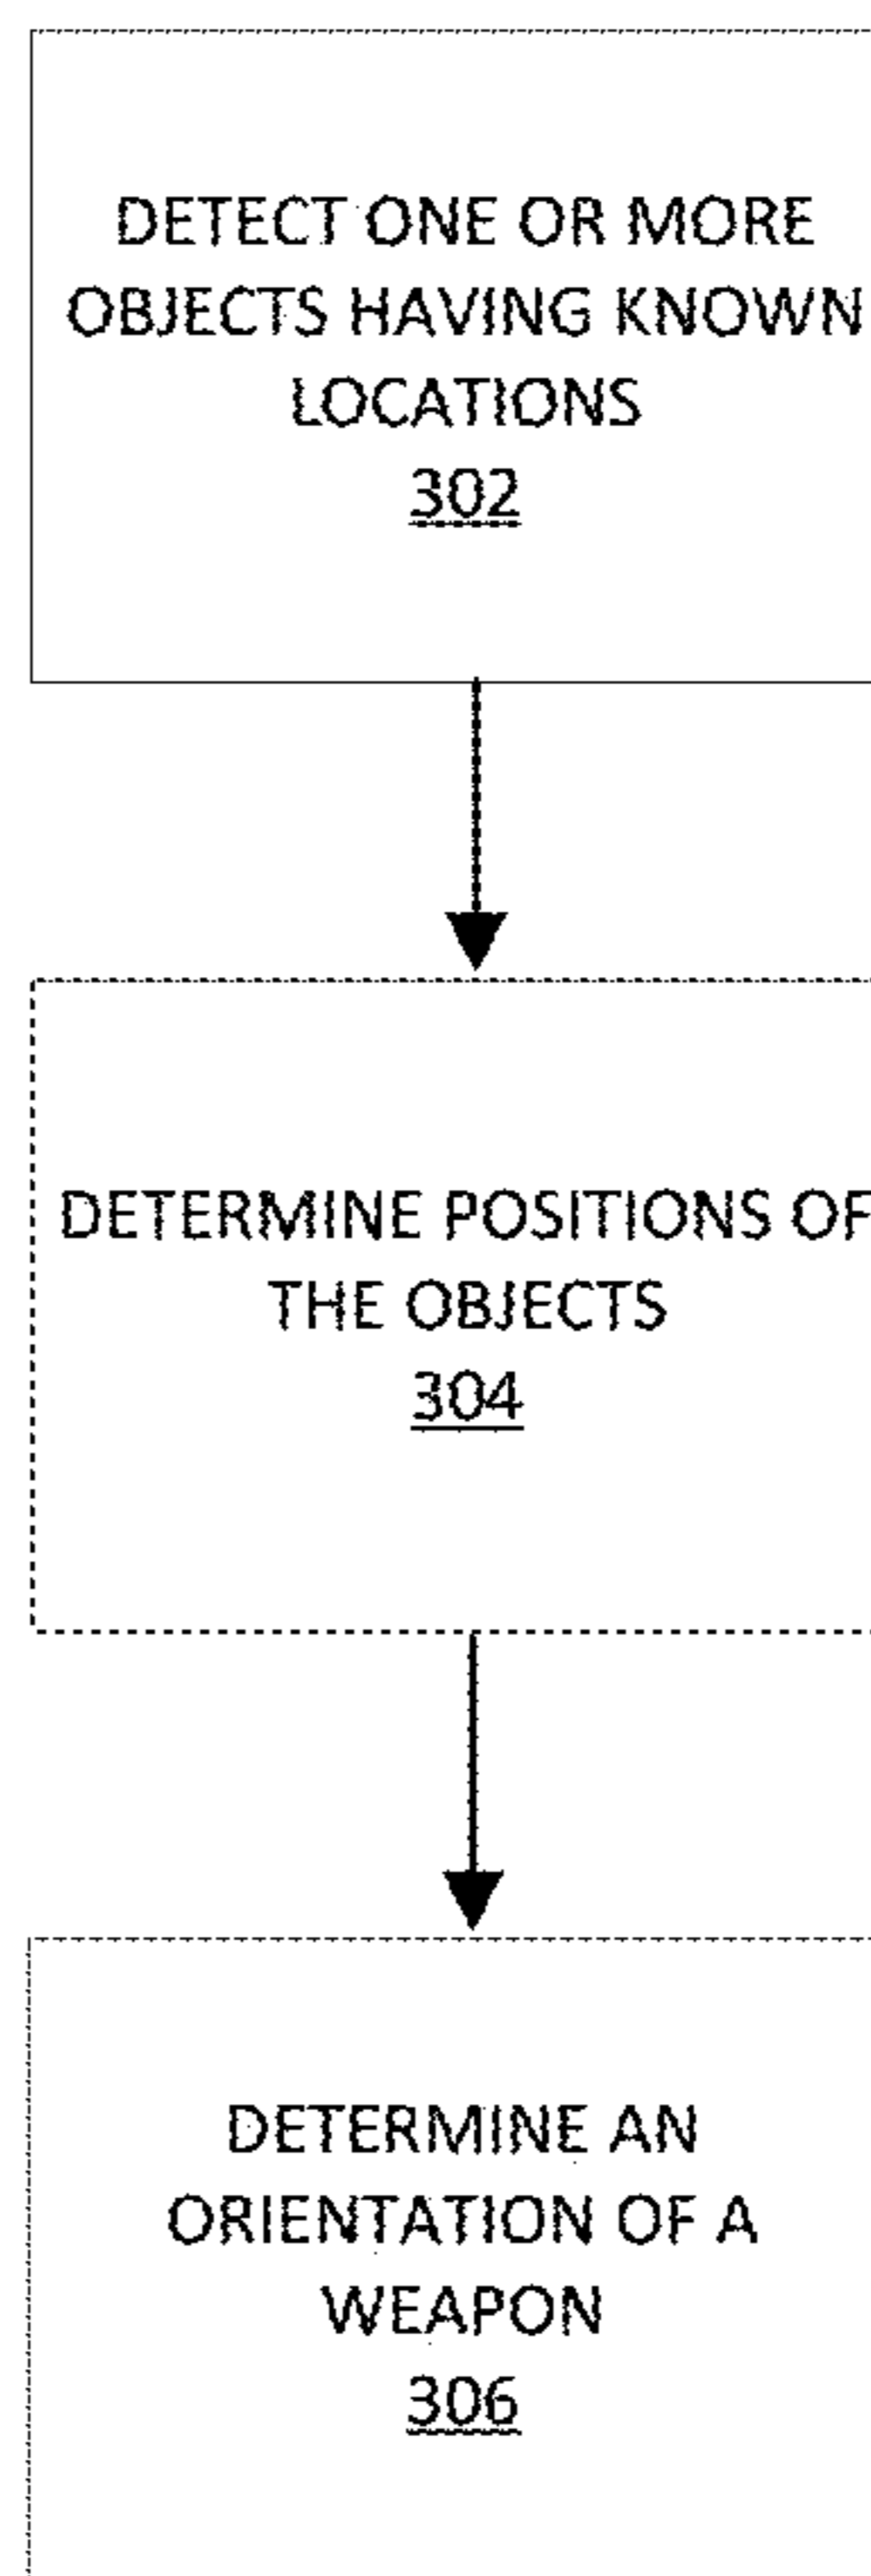 DETECT ONE OR MORE
OBJECTS HAVING KNOWN
LOCATIONS
302
DETERMINE POSITIONS OF
THE OBJECTS
304
DETERMINE AN
ORIENTATION OF A
WEAPON
306